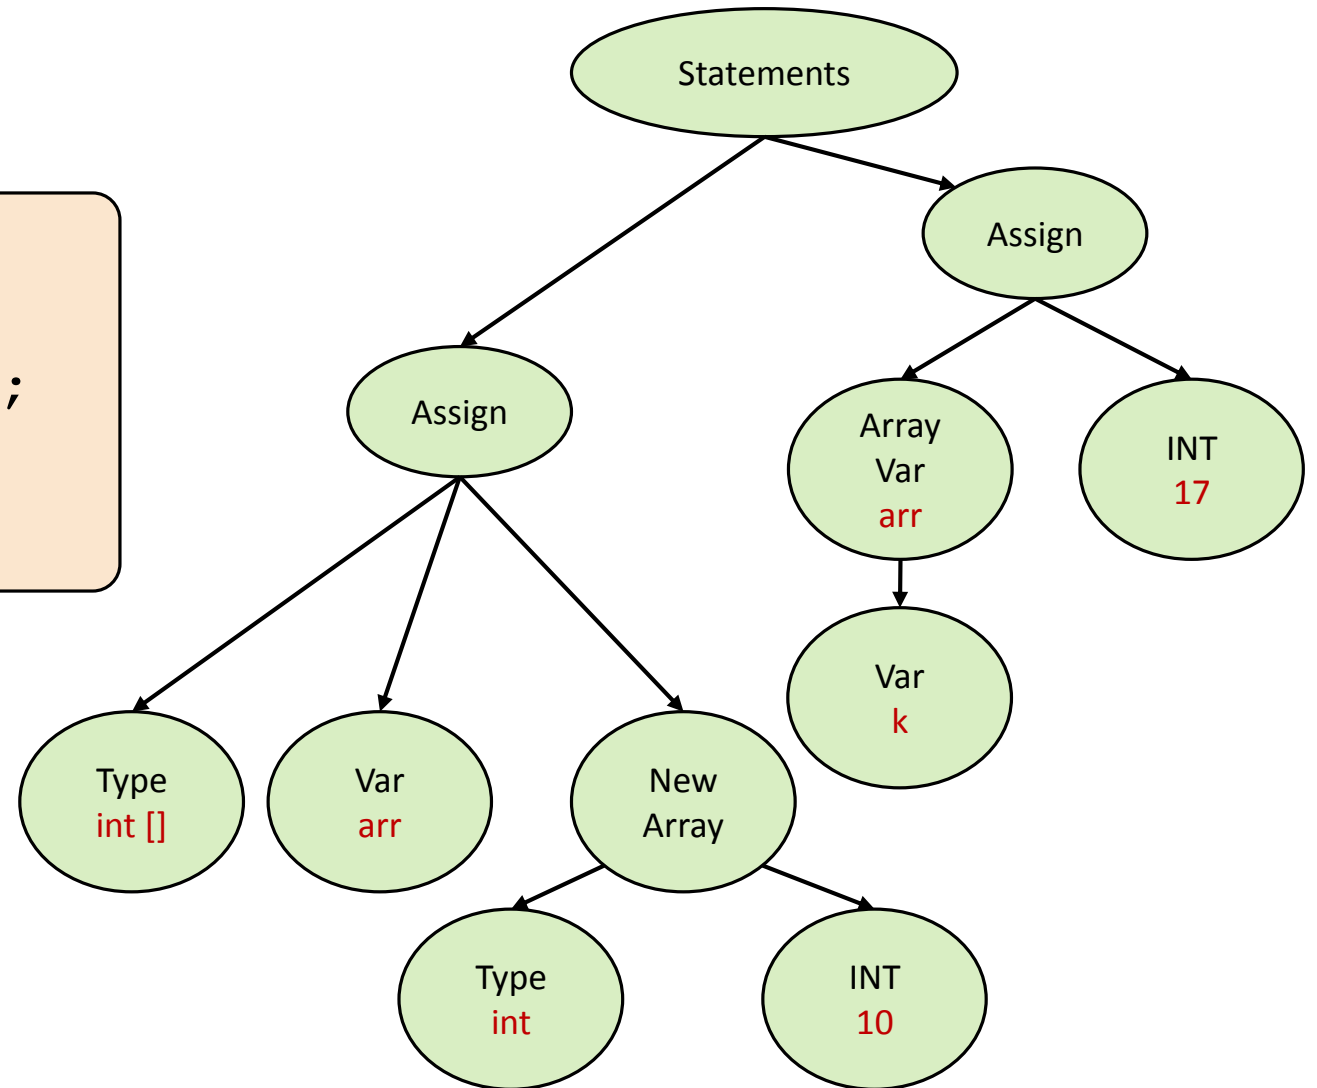 Statements
Assign
;
Assign
Array
Var
arr
INT
17
Var
k
Type
int []
Var
arr
New
Array
Type
int
INT
10